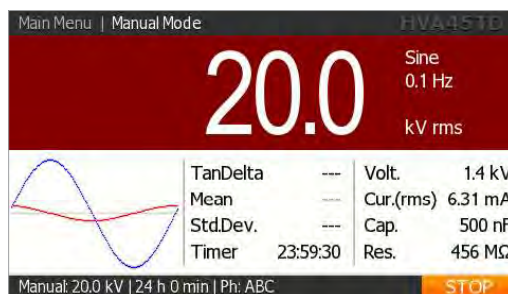 Main Menu | Manual Mode
HVA45TD
20.0
Sine
0.1 Hz
kV rms
TanDelta ---
Mean ---
Std.Dev. ---
Timer 23:59:30
Volt. 1.4 kV
Cur.(rms) 6.31 mA
Cap. 500 nF
Res. 456 MΩ
Manual: 20.0 kV | 24 h 0 min | Ph: ABC
STOP